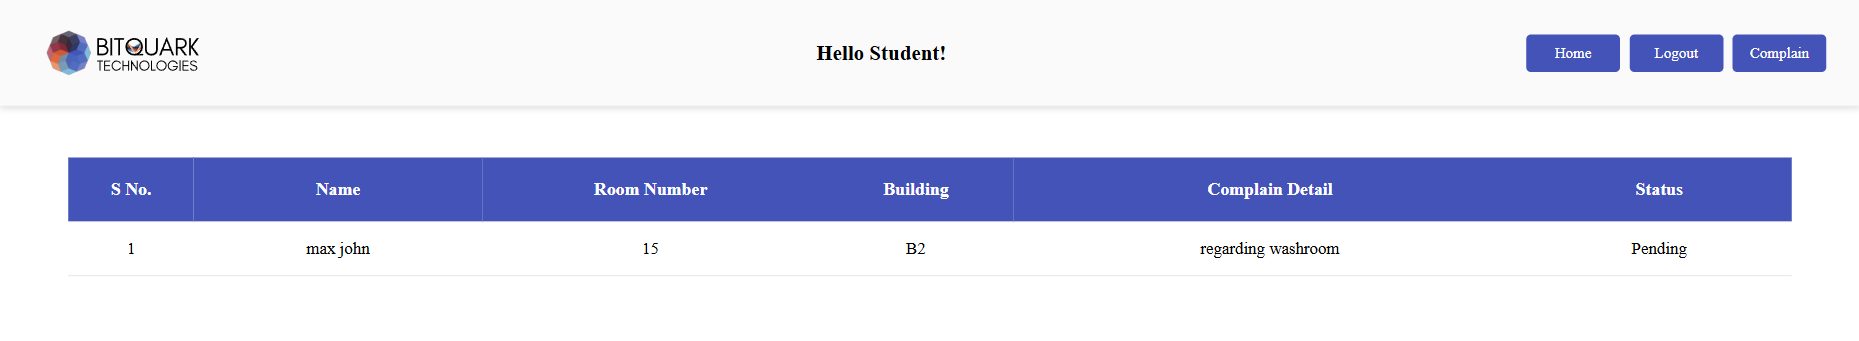 BITQUARK
TECHNOLOGIES
Hello Student!
Home Logout Complain
S No. Name Room Number Building Complain Detail Status
1 max john 15 B2 regarding washroom Pending